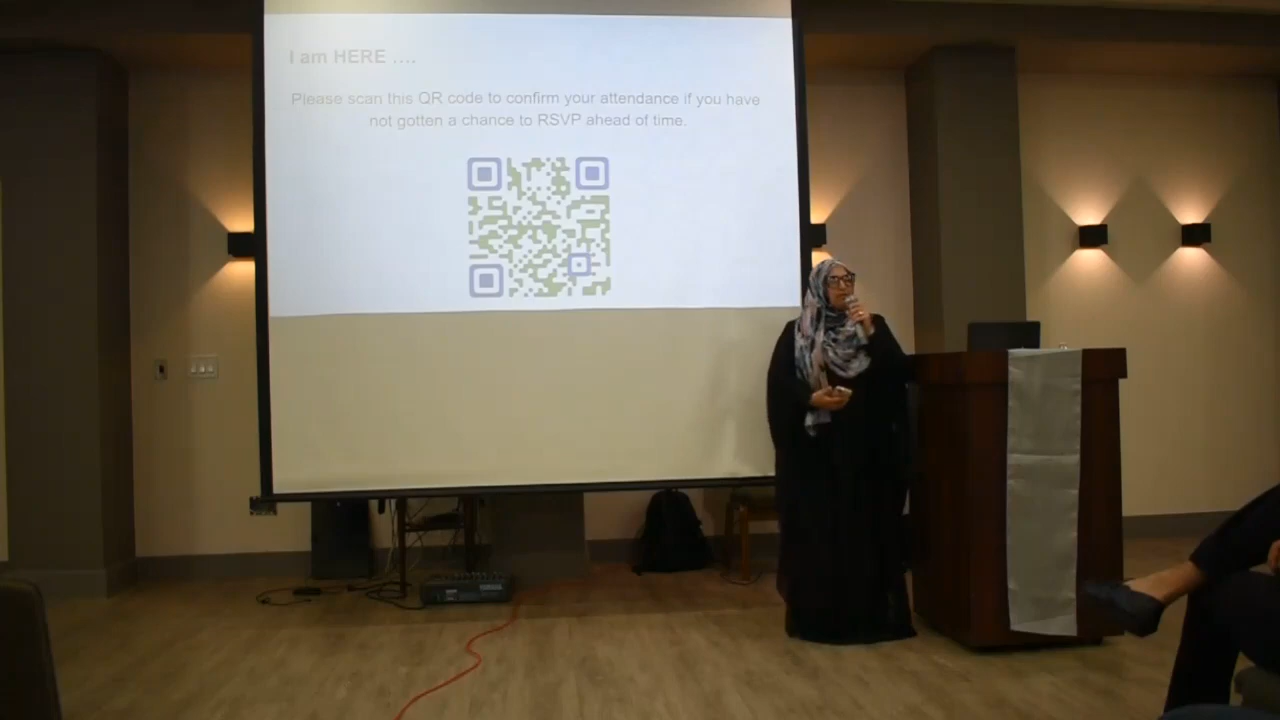 I am HERE ....
Please scan this QR code to confirm your attendance if you have
not gotten a chance to RSVP ahead of time.